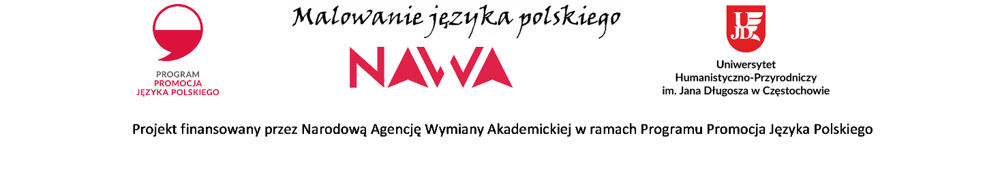 Malowanie języka polskiego
PROGRAM
PROMOCJA
JĘZYKA POLSKIEGO
NAWA
UJD
Uniwersytet
Humanistyczno-Przyrodniczy
im. Jana Długosza w Częstochowie
Projekt finansowany przez Narodową Agencję Wymiany Akademickiej w ramach Programu Promocja Języka Polskiego